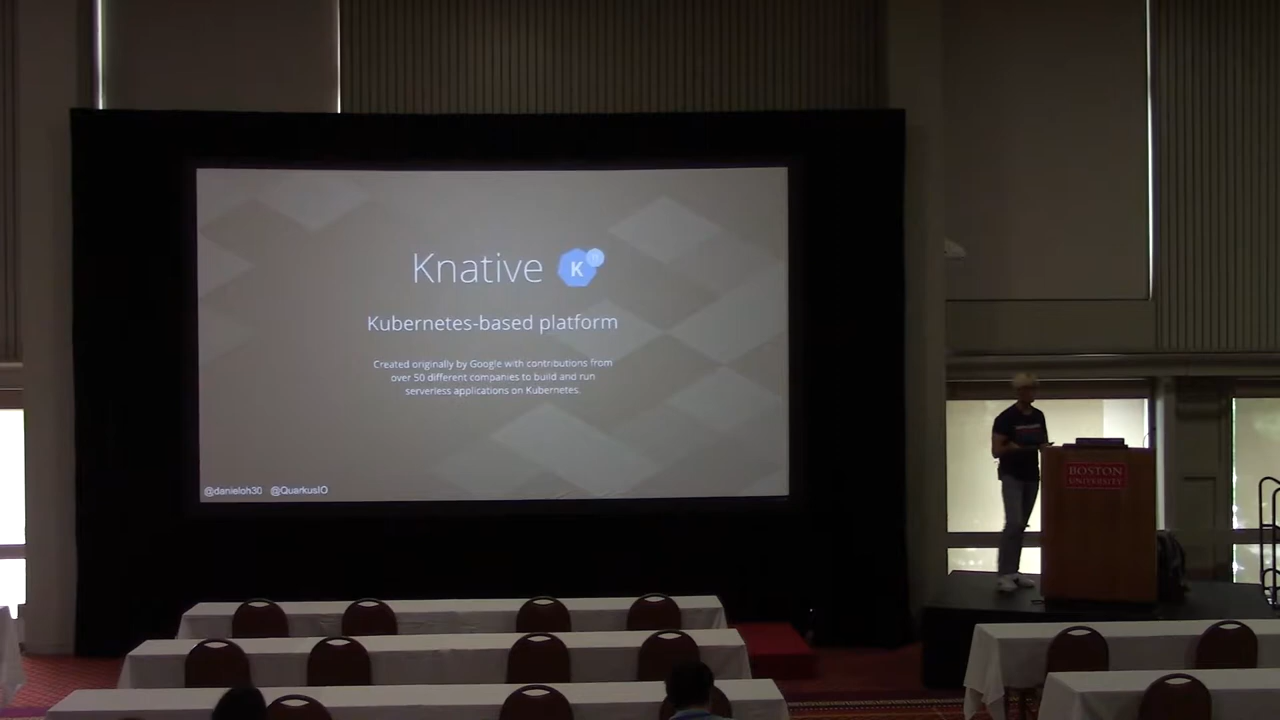 Knative
K
Kubernetes-based platform
Created originally by Google with contributions from
over 50 different companies to build and run
serverless applications on Kubernetes.
@danieloh30 @QuarkusIO
BOSTON
UNIVERSITY